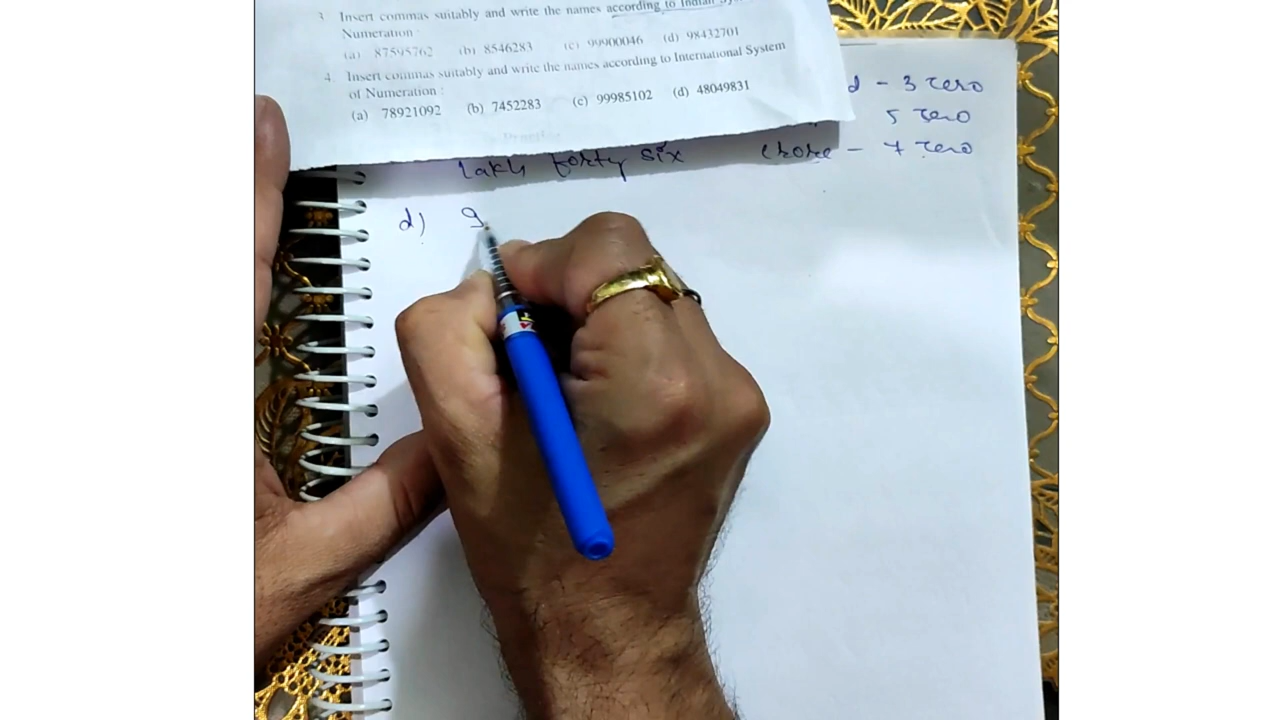 3 Insert commas suitably and write the names according to Indian
Numeration :
(a) 87595762 (b) 8546283 (c) 99900046 (d) 98432701
4. Insert commas suitably and write the names according to International System
of Numeration :
(a) 78921092 (b) 7452283 (c) 99985102 (d) 48049831
d - 3 zero
5 zero
lakh forty six crore - 7 zero
d) 9